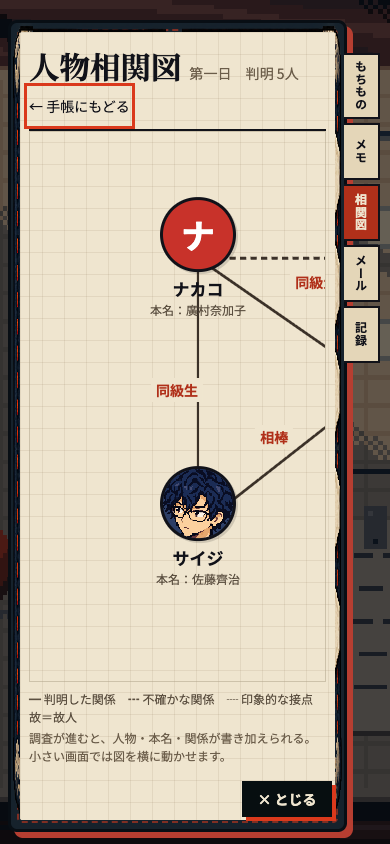 人物相関図 第一日 判明5人
← 手帳にもどる
もちもの
メモ
相関図
メール
記録
ナ
ナカコ
本名：廣村奈加子
同級
同級生
相棒
サイジ
本名：佐藤齊治
━ 判明した関係 ┅ 不確かな関係 ┈ 印象的な接点
故＝故人
調査が進むと、人物・本名・関係が書き加えられる。
小さい画面では図を横に動かせます。
× とじる